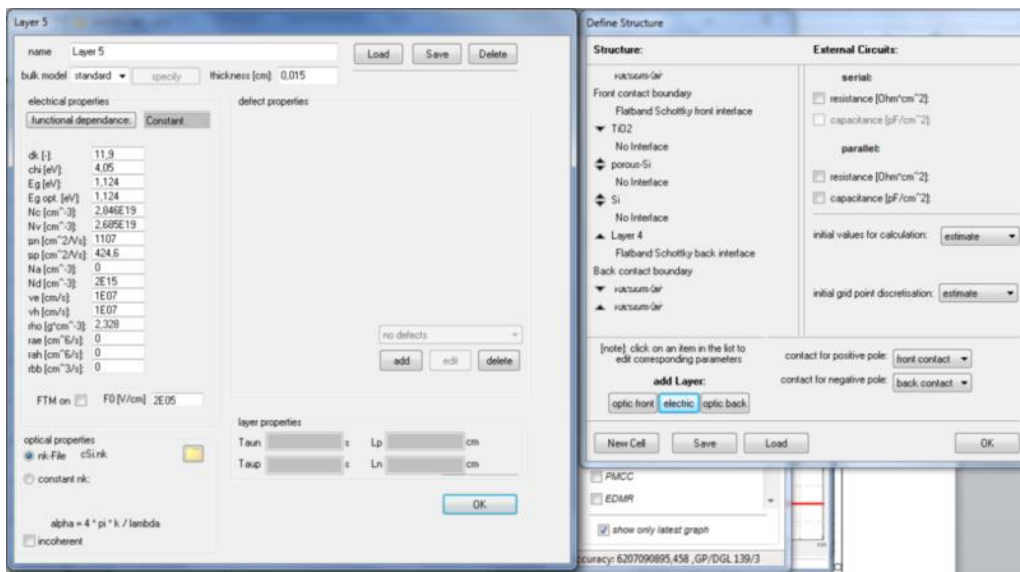 Layer 5
name Layer 5
Load Save Delete
bulk model standard specify thickness [cm]: 0,015
electrical properties
functional dependance: Constant
dk [-]: 11,9
chi [eV]: 4,05
Eg [eV]: 1,124
Eg opt. [eV]: 1,124
Nc [cm^-3]: 2,846E19
Nv [cm^-3]: 2,685E19
µn [cm^2/Vs]: 1107
µp [cm^2/Vs]: 424,6
Na [cm^-3]: 0
Nd [cm^-3]: 2E15
ve [cm/s]: 1E07
vh [cm/s]: 1E07
rho [g*cm^-3]: 2,328
rae [cm^6/s]: 0
rah [cm^6/s]: 0
rbb [cm^3/s]: 0
FTM on F0 [V/cm] 2E05
optical properties
nk-File cSi.nk
constant nk:
alpha = 4 * pi * k / lambda
incoherent
defect properties
no defects
add edit delete
layer properties
Taun s Lp cm
Taup s Ln cm
OK
Define Structure
Structure:
vacuum-Air
Front contact boundary
Flatband Schottky front interface
TiO2
No Interface
porous-Si
No Interface
Si
No Interface
Layer 4
Flatband Schottky back interface
Back contact boundary
vacuum-Air
vacuum-Air
[note]: click on an item in the list to
edit corresponding parameters
add Layer:
optic front electric optic back
External Circuits:
serial:
resistance [Ohm*cm^2]:
capacitance [pF/cm^2]:
parallel:
resistance [Ohm*cm^2]:
capacitance [pF/cm^2]:
initial values for calculation: estimate
initial grid point discretisation: estimate
contact for positive pole: front contact
contact for negative pole: back contact
New Cell Save Load OK
PMCC
EDMR
show only latest graph
ccuracy: 6207090895,458 ,GP/DGL 139/3